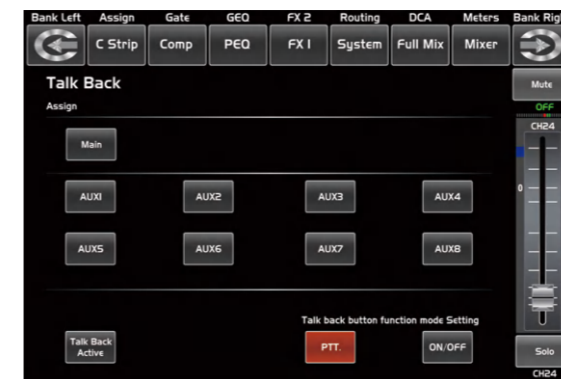 Bank Left Assign Gate GEQ FX 2 Routing DCA Meters Bank Rig
C Strip Comp PEQ FX 1 System Full Mix Mixer
Talk Back
Mute
Assign
OFF
CH24
Main
0
AUX1 AUX2 AUX3 AUX4
AUX5 AUX6 AUX7 AUX8
Talk back button function mode Setting
Talk Back
Active
PTT. ON/OFF
Solo
CH24